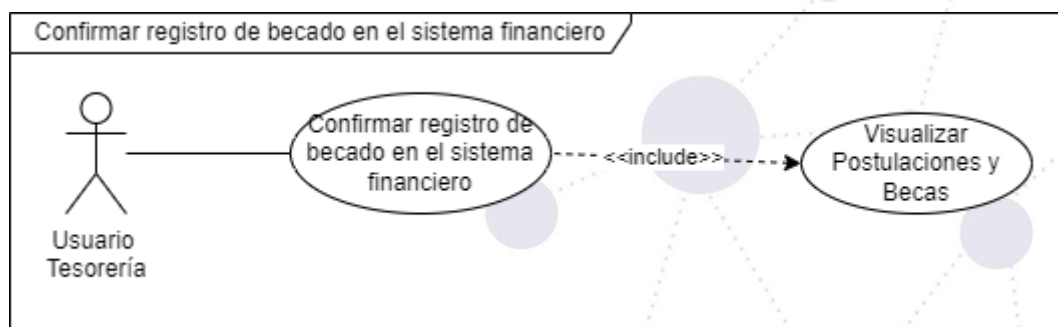 Confirmar registro de becado en el sistema financiero
Confirmar registro de
becado en el sistema
financiero
<<include>>
Visualizar
Postulaciones y
Becas
Usuario
Tesorería